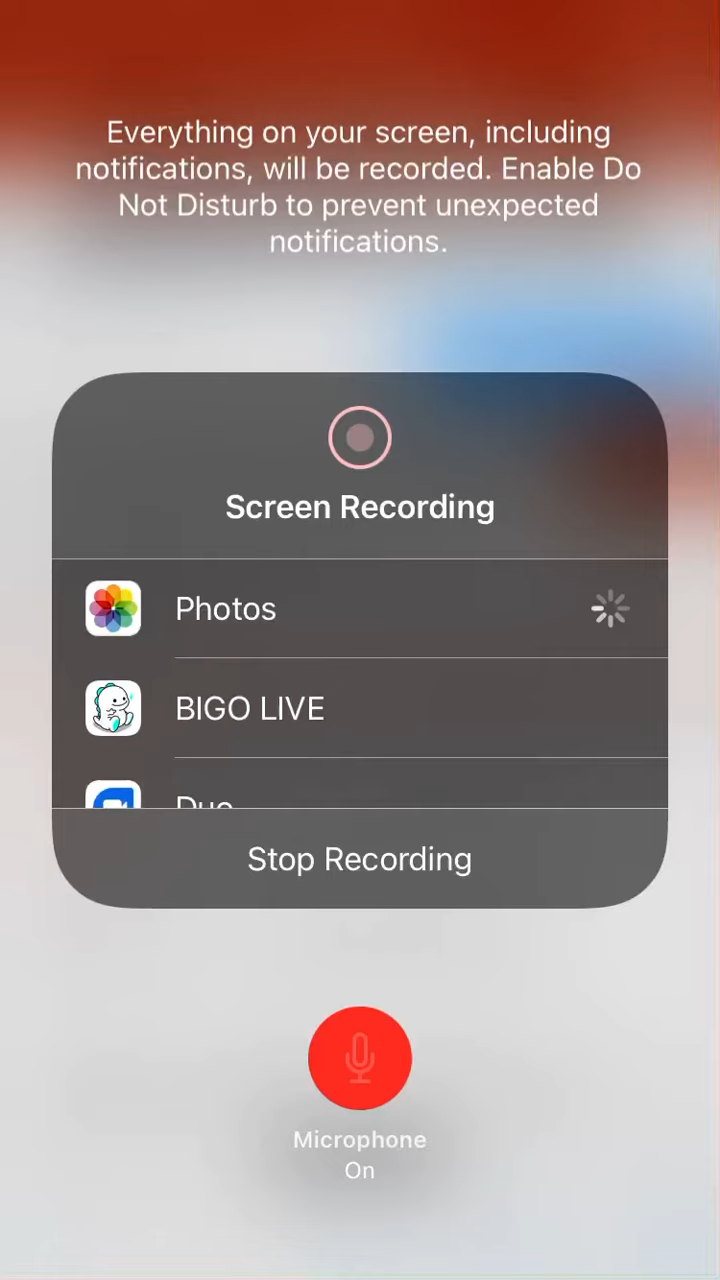 Everything on your screen, including
notifications, will be recorded. Enable Do
Not Disturb to prevent unexpected
notifications.
Screen Recording
Photos
BIGO LIVE
Duo
Stop Recording
Microphone
On